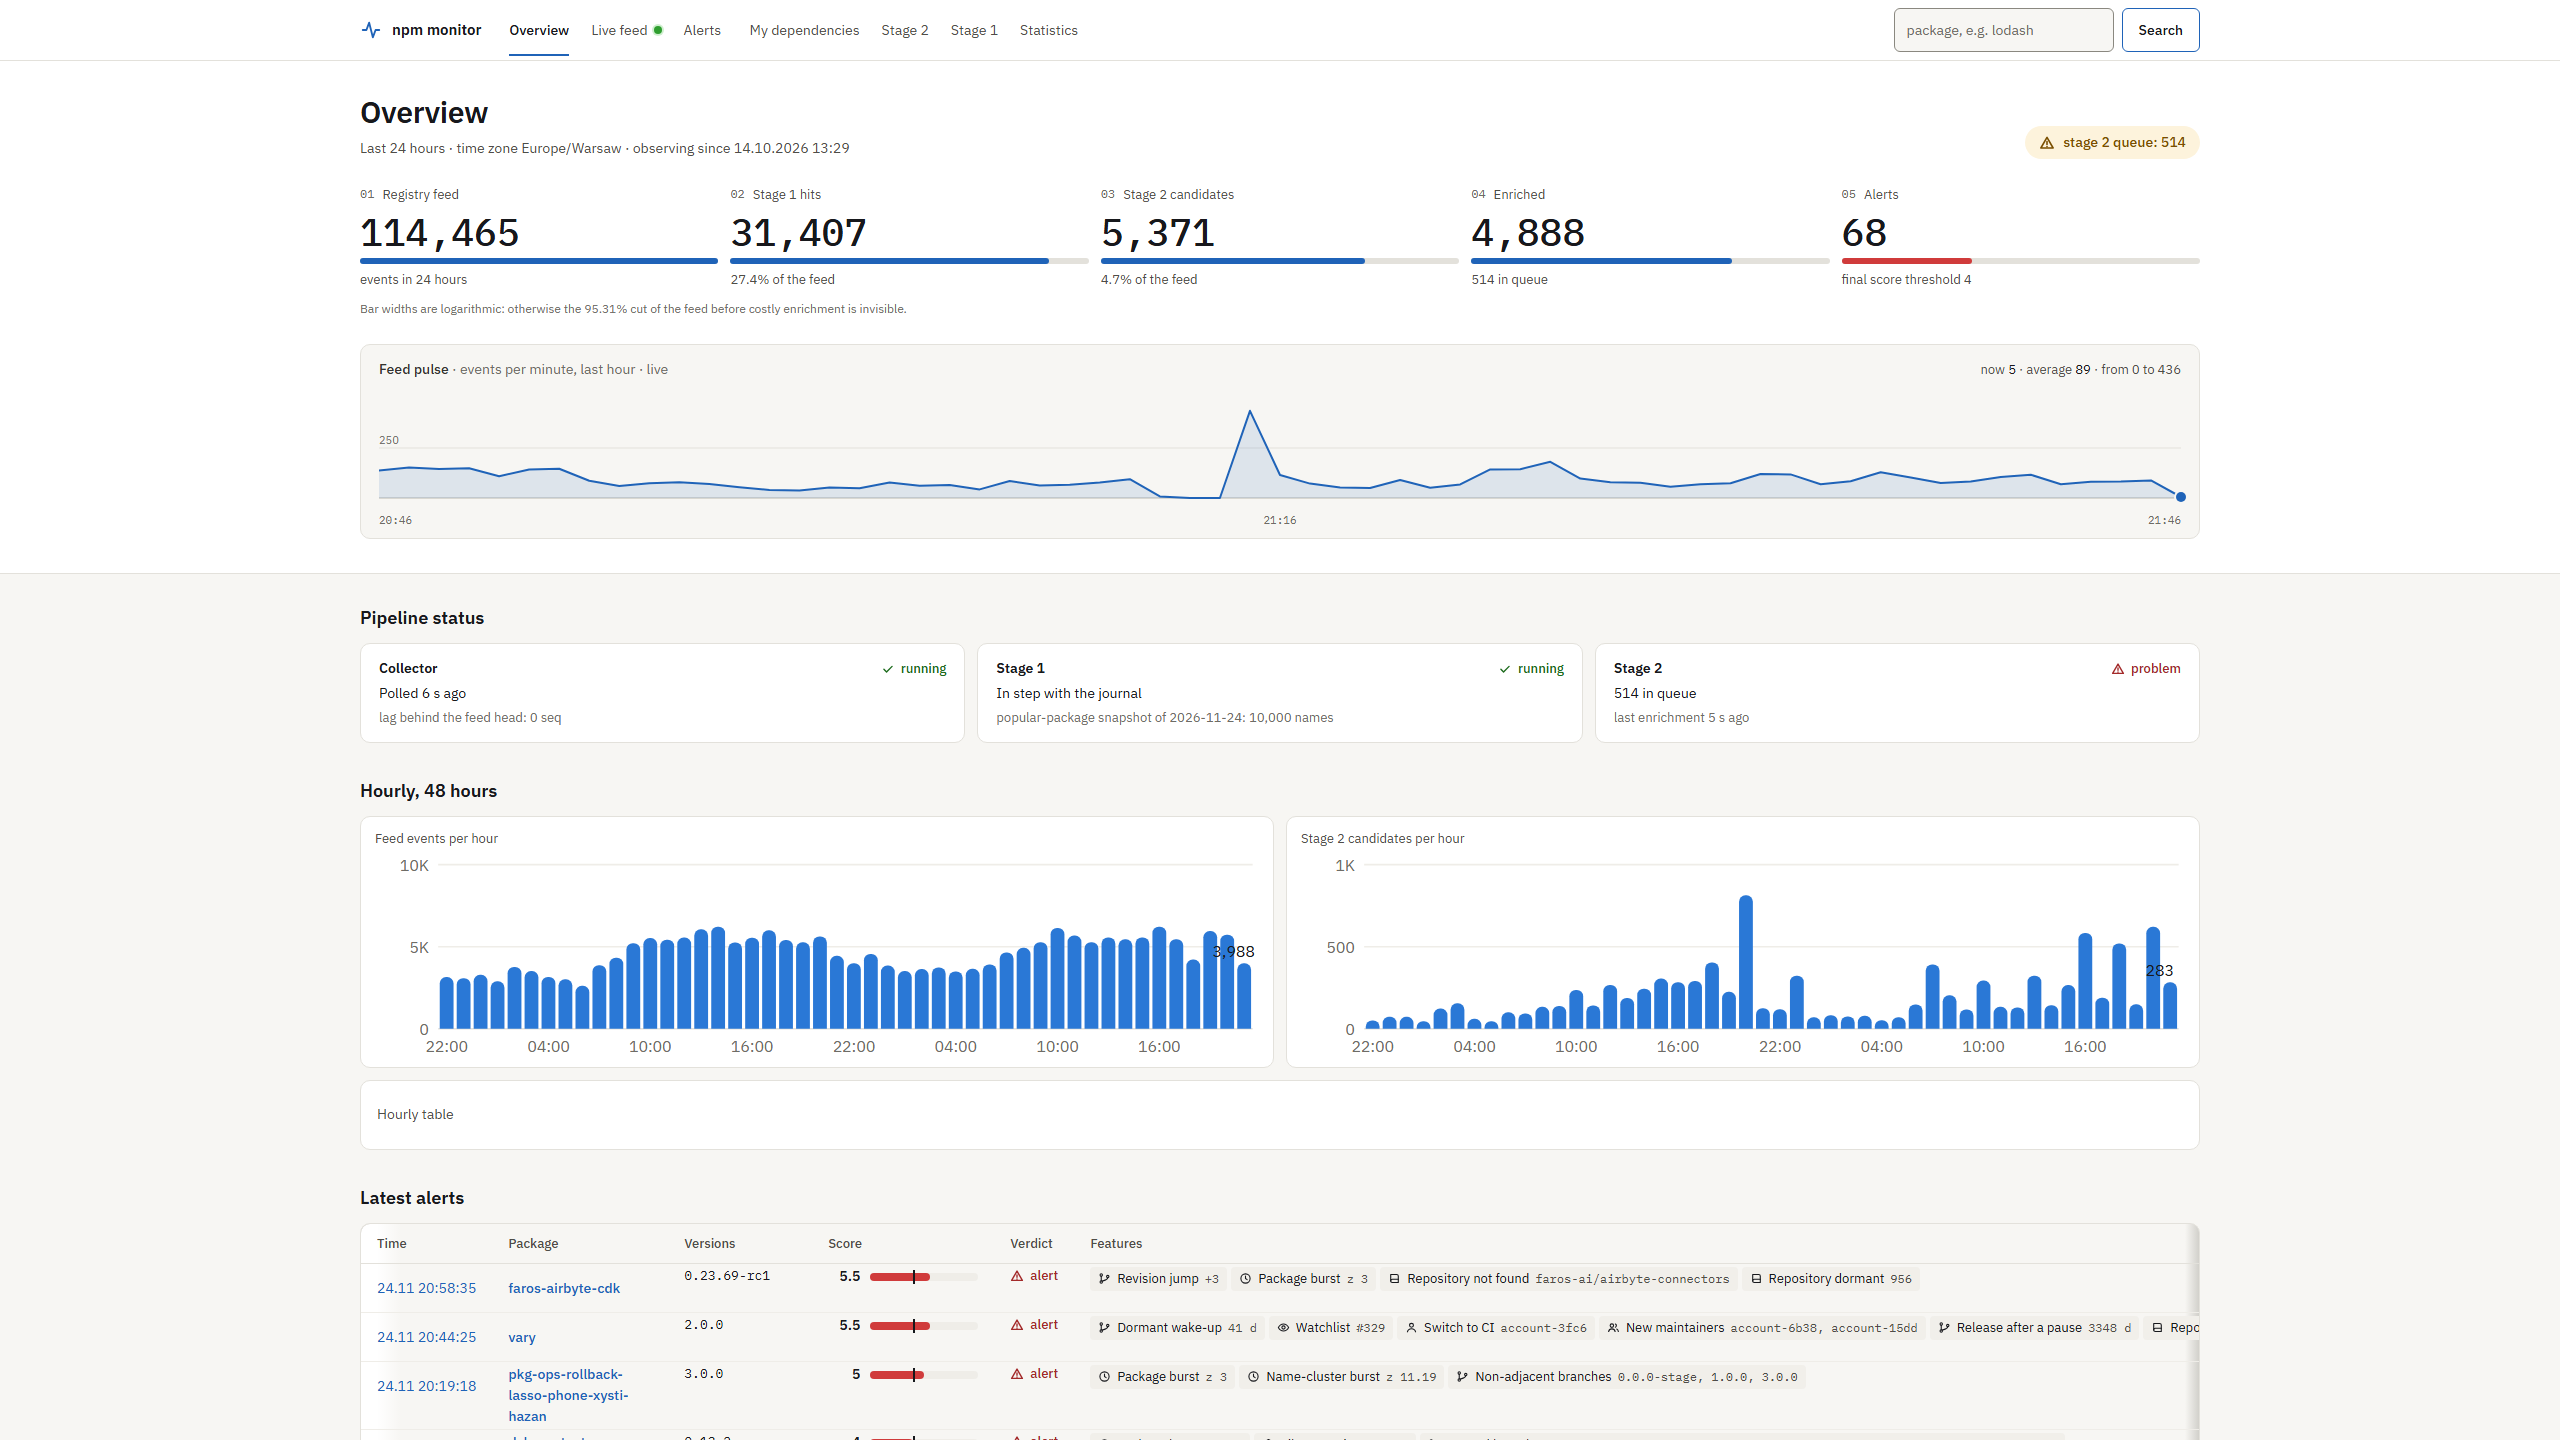 npm monitor Overview Live feed Alerts My dependencies Stage 2 Stage 1 Statistics package, e.g. lodash Search
Overview
Last 24 hours · time zone Europe/Warsaw · observing since 14.10.2026 13:29
stage 2 queue: 514
01 Registry feed
114,465
events in 24 hours
02 Stage 1 hits
31,407
27.4% of the feed
03 Stage 2 candidates
5,371
4.7% of the feed
04 Enriched
4,888
514 in queue
05 Alerts
68
final score threshold 4
Bar widths are logarithmic: otherwise the 95.31% cut of the feed before costly enrichment is invisible.
Feed pulse · events per minute, last hour · live
now 5 · average 89 · from 0 to 436
250
20:46 21:16 21:46
Pipeline status
Collector running
Polled 6 s ago
lag behind the feed head: 0 seq
Stage 1 running
In step with the journal
popular-package snapshot of 2026-11-24: 10,000 names
Stage 2 problem
514 in queue
last enrichment 5 s ago
Hourly, 48 hours
Feed events per hour
10K
5K
3,988
0
22:00 04:00 10:00 16:00 22:00 04:00 10:00 16:00
Stage 2 candidates per hour
1K
500
283
0
22:00 04:00 10:00 16:00 22:00 04:00 10:00 16:00
Hourly table
Latest alerts
Time Package Versions Score Verdict Features
24.11 20:58:35 faros-airbyte-cdk 0.23.69-rc1 5.5 alert Revision jump +3 Package burst z 3 Repository not found faros-ai/airbyte-connectors Repository dormant 956
24.11 20:44:25 vary 2.0.0 5.5 alert Dormant wake-up 41 d Watchlist #329 Switch to CI account-3fc6 New maintainers account-6b38, account-15dd Release after a pause 3348 d Repo
24.11 20:19:18 pkg-ops-rollback-lasso-phone-xysti-hazan 3.0.0 5 alert Package burst z 3 Name-cluster burst z 11.19 Non-adjacent branches 0.0.0-stage, 1.0.0, 3.0.0